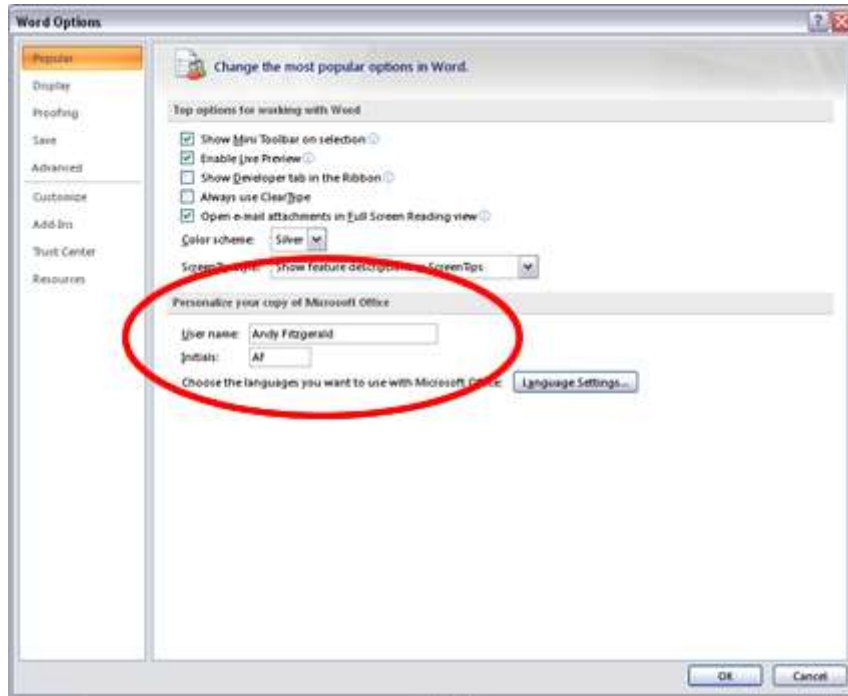 Word Options
Popular
Display
Proofing
Save
Advanced
Customize
Add-Ins
Trust Center
Resources
Change the most popular options in Word.
Top options for working with Word
Show Mini Toolbar on selection
Enable Live Preview
Show Developer tab in the Ribbon
Always use ClearType
Open e-mail attachments in Full Screen Reading view
Color scheme: Silver
ScreenTip style: Show feature descriptions in ScreenTips
Personalize your copy of Microsoft Office
User name: Andy Fitzgerald
Initials: AF
Choose the languages you want to use with Microsoft Office: Language Settings...
OK Cancel